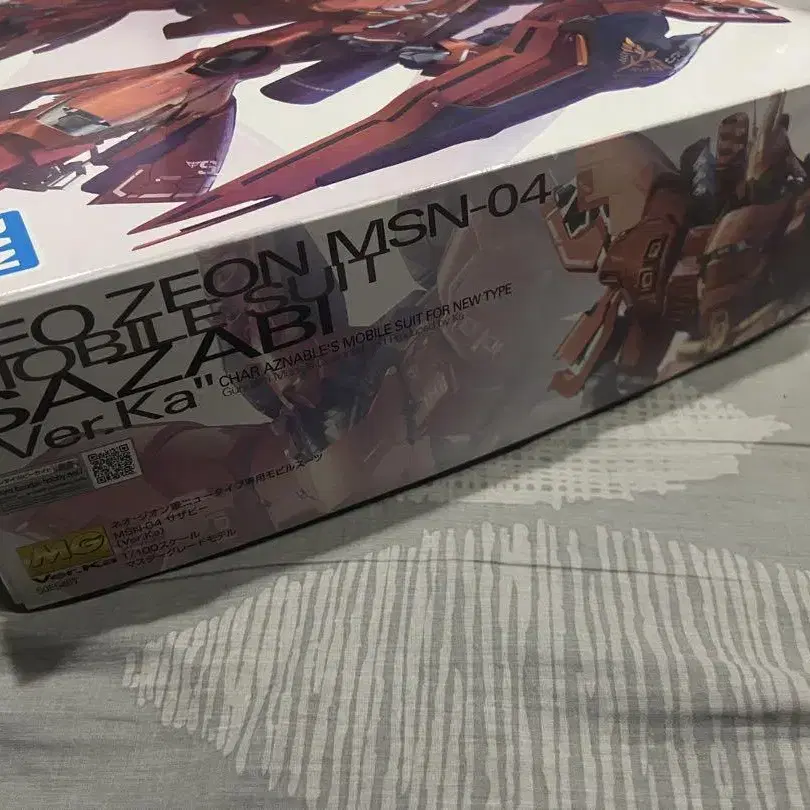 EO ZEON MSN-04
MOBILE SUIT
SAZABI
Ver.Ka"
CHAR AZNABLE'S MOBILE SUIT FOR NEW TYPE
by Ka
ネオ・ジオン軍ニュータイプ専用モビルスーツ
MSN-04 サザビー
(Ver.Ka)
1/100スケール
マスターグレードモデル
MG
Ver.Ka